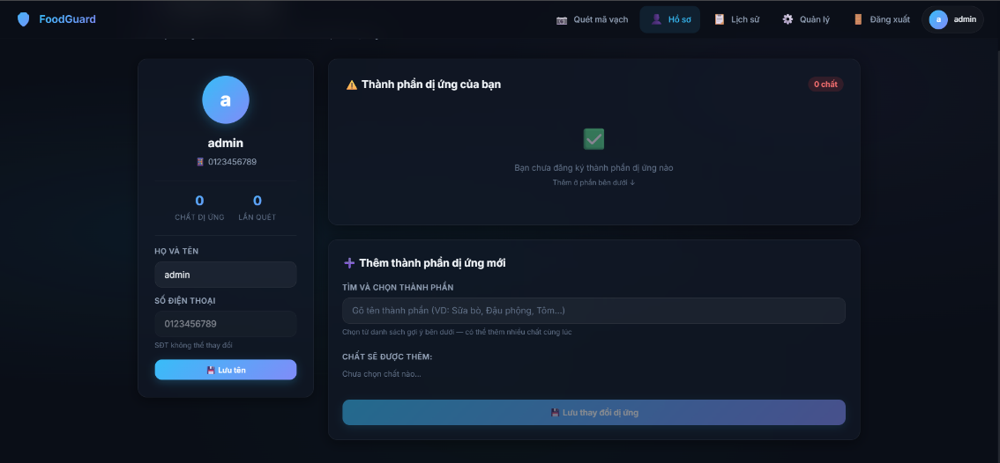 FoodGuard
Quét mã vạch
Hồ sơ
Lịch sử
Quản lý
Đăng xuất
a
admin
a
admin
0123456789
0
CHẤT DỊ ỨNG
0
LẦN QUÉT
HỌ VÀ TÊN
admin
SỐ ĐIỆN THOẠI
0123456789
SĐT không thể thay đổi
Lưu tên
Thành phần dị ứng của bạn
0 chất
Bạn chưa đăng ký thành phần dị ứng nào
Thêm ở phần bên dưới ↓
Thêm thành phần dị ứng mới
TÌM VÀ CHỌN THÀNH PHẦN
Gõ tên thành phần (VD: Sữa bò, Đậu phộng, Tôm...)
Chọn từ danh sách gợi ý bên dưới — có thể thêm nhiều chất cùng lúc
CHẤT SẼ ĐƯỢC THÊM:
Chưa chọn chất nào...
Lưu thay đổi dị ứng